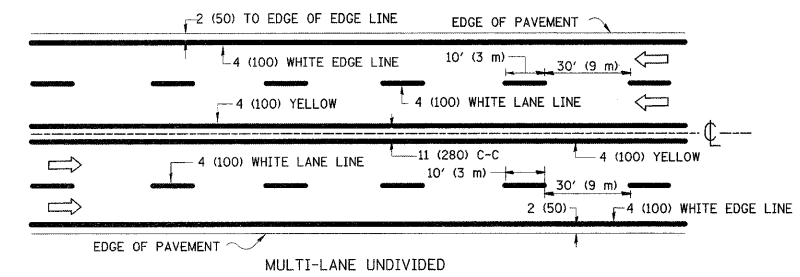 2 (50) TO EDGE OF EDGE LINE
EDGE OF PAVEMENT
4 (100) WHITE EDGE LINE
10' (3 m)
30' (9 m)
4 (100) YELLOW
4 (100) WHITE LANE LINE
℄
4 (100) WHITE LANE LINE
11 (280) C-C
4 (100) YELLOW
10' (3 m)
30' (9 m)
2 (50)
4 (100) WHITE EDGE LINE
EDGE OF PAVEMENT
MULTI-LANE UNDIVIDED